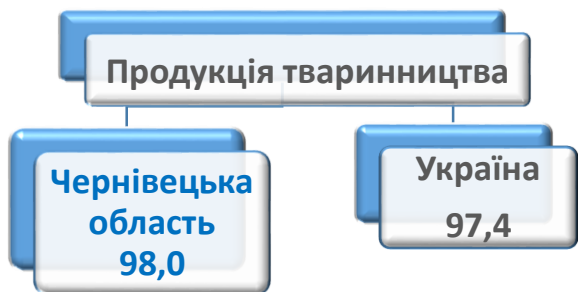 Продукція тваринництва
Чернівецька
область
98,0
Україна
97,4